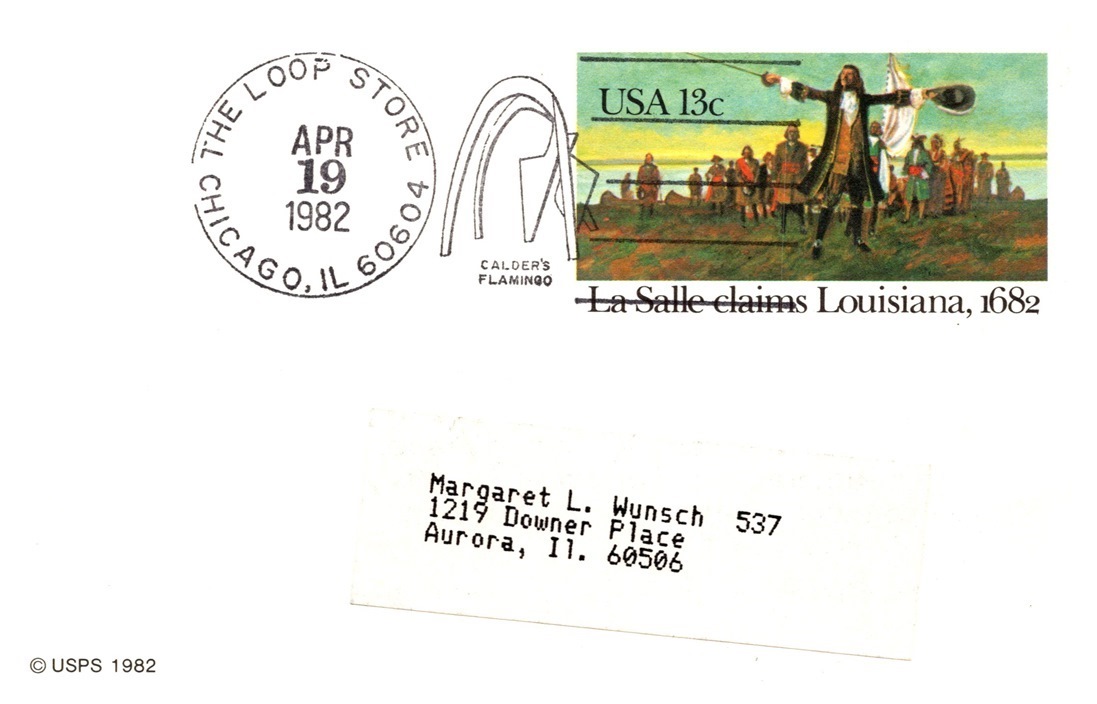 THE LOOP STORE
APR
19
1982
CHICAGO, IL 60604
CALDER'S
FLAMINGO
USA 13c
La Salle claims Louisiana, 1682
Margaret L. Wunsch 537
1219 Downer Place
Aurora, Il. 60506
© USPS 1982